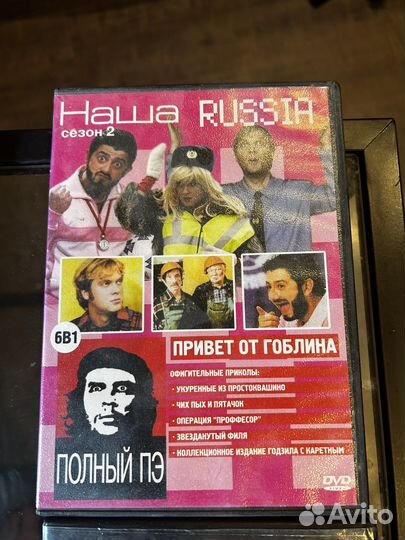 Наша RUSSIA
сезон 2
6В1
ПРИВЕТ ОТ ГОБЛИНА
ОФИГИТЕЛЬНЫЕ ПРИКОЛЫ:
- УКУРЕННЫЕ ИЗ ПРОСТОКВАШИНО
- ЧИХ ПЫХ И ПЯТАЧОК
- ОПЕРАЦИЯ "ПРОФФЕСОР"
- ЗВЕЗДАНУТЫЙ ФИЛЯ
- КОЛЛЕКЦИОННОЕ ИЗДАНИЕ ГОДЗИЛА С КАРЕТНЫМ
ПОЛНЫЙ ПЭ
DVD
VIDEO
Avito